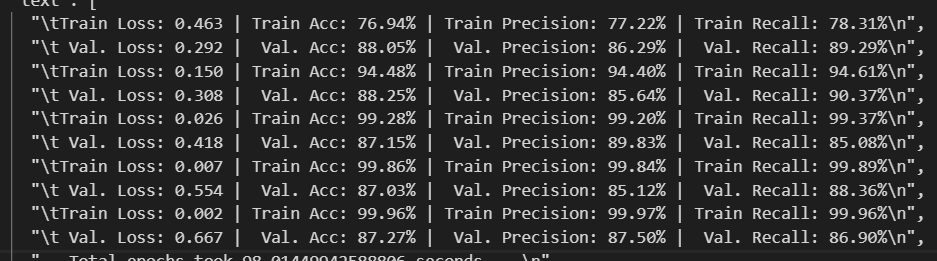 text : [
"\tTrain Loss: 0.463 | Train Acc: 76.94% | Train Precision: 77.22% | Train Recall: 78.31%\n",
"\t Val. Loss: 0.292 |  Val. Acc: 88.05% |  Val. Precision: 86.29% |  Val. Recall: 89.29%\n",
"\tTrain Loss: 0.150 | Train Acc: 94.48% | Train Precision: 94.40% | Train Recall: 94.61%\n",
"\t Val. Loss: 0.308 |  Val. Acc: 88.25% |  Val. Precision: 85.64% |  Val. Recall: 90.37%\n",
"\tTrain Loss: 0.026 | Train Acc: 99.28% | Train Precision: 99.20% | Train Recall: 99.37%\n",
"\t Val. Loss: 0.418 |  Val. Acc: 87.15% |  Val. Precision: 89.83% |  Val. Recall: 85.08%\n",
"\tTrain Loss: 0.007 | Train Acc: 99.86% | Train Precision: 99.84% | Train Recall: 99.89%\n",
"\t Val. Loss: 0.554 |  Val. Acc: 87.03% |  Val. Precision: 85.12% |  Val. Recall: 88.36%\n",
"\tTrain Loss: 0.002 | Train Acc: 99.96% | Train Precision: 99.97% | Train Recall: 99.96%\n",
"\t Val. Loss: 0.667 |  Val. Acc: 87.27% |  Val. Precision: 87.50% |  Val. Recall: 86.90%\n",
Total epochs took 98.01449942588806 seconds